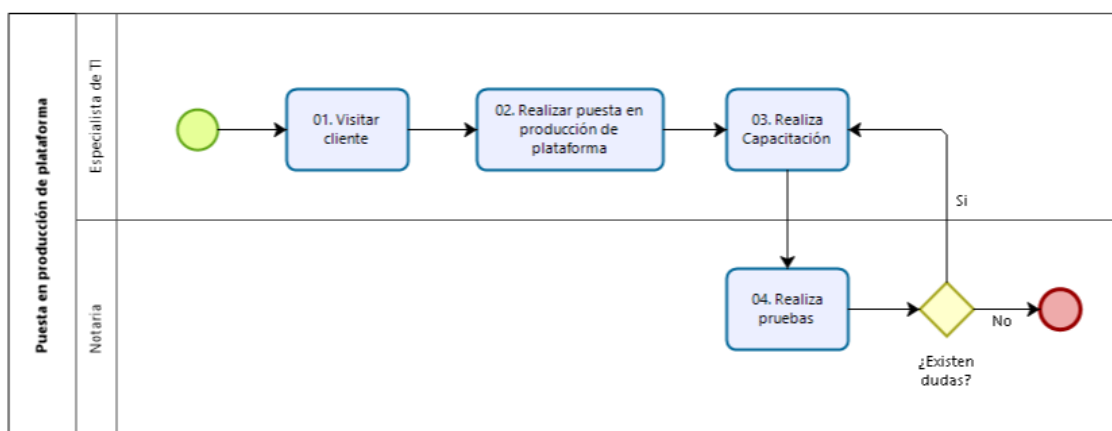 Puesta en producción de plataforma
Especialista de TI
01. Visitar
cliente
02. Realizar puesta en
producción de
plataforma
03. Realiza
Capacitación
Si
Notaria
04. Realiza
pruebas
No
¿Existen
dudas?